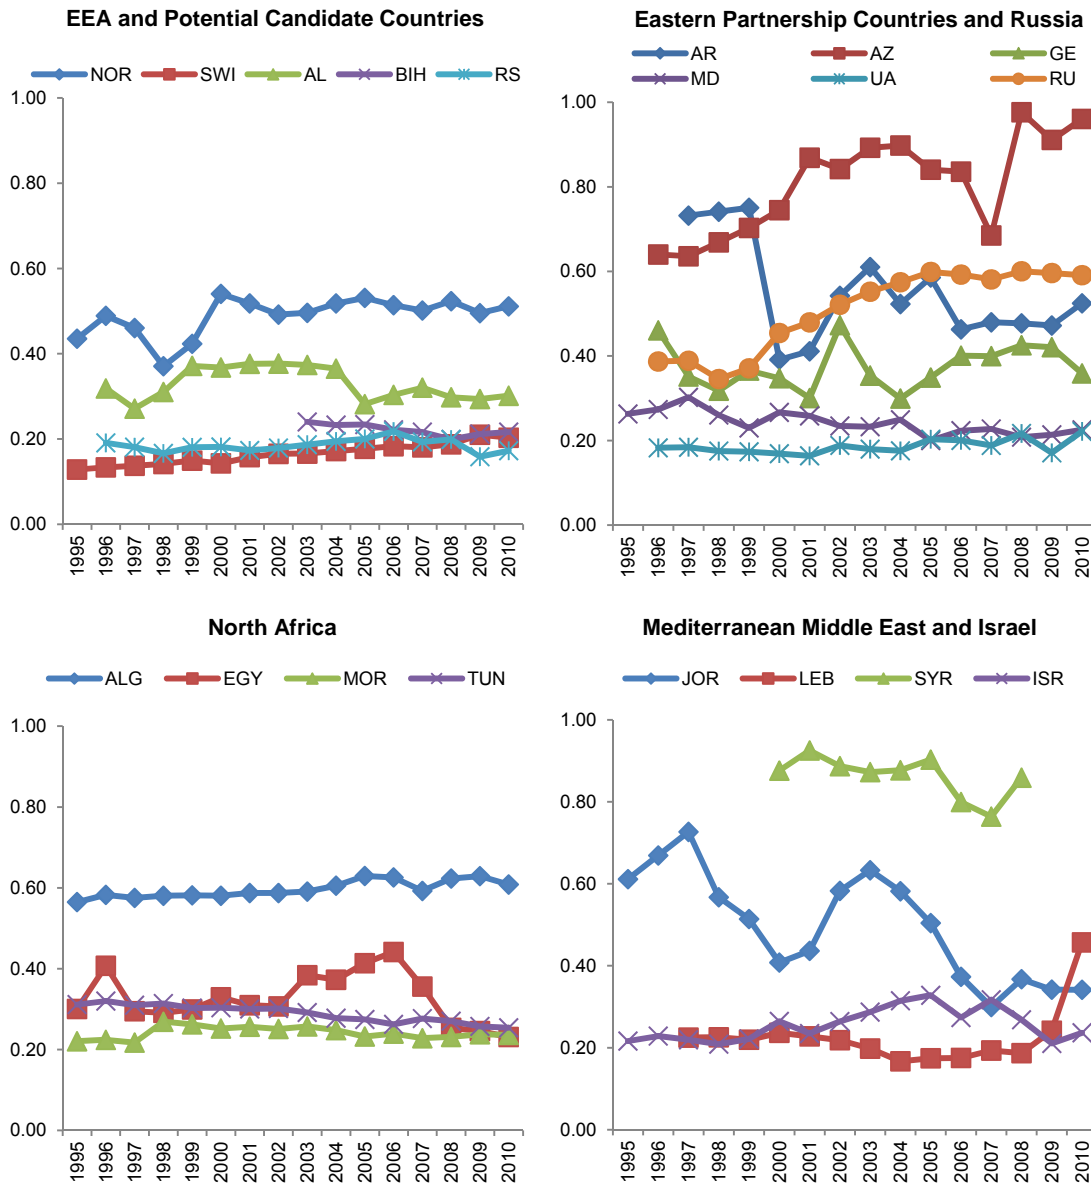 EEA and Potential Candidate Countries
NOR SWI AL BIH RS
1.00
0.80
0.60
0.40
0.20
0.00
1995 1996 1997 1998 1999 2000 2001 2002 2003 2004 2005 2006 2007 2008 2009 2010
Eastern Partnership Countries and Russia
AR AZ GE
MD UA RU
1.00
0.80
0.60
0.40
0.20
0.00
1995 1996 1997 1998 1999 2000 2001 2002 2003 2004 2005 2006 2007 2008 2009 2010
North Africa
ALG EGY MOR TUN
1.00
0.80
0.60
0.40
0.20
0.00
1995 1996 1997 1998 1999 2000 2001 2002 2003 2004 2005 2006 2007 2008 2009 2010
Mediterranean Middle East and Israel
JOR LEB SYR ISR
1.00
0.80
0.60
0.40
0.20
0.00
1995 1996 1997 1998 1999 2000 2001 2002 2003 2004 2005 2006 2007 2008 2009 2010